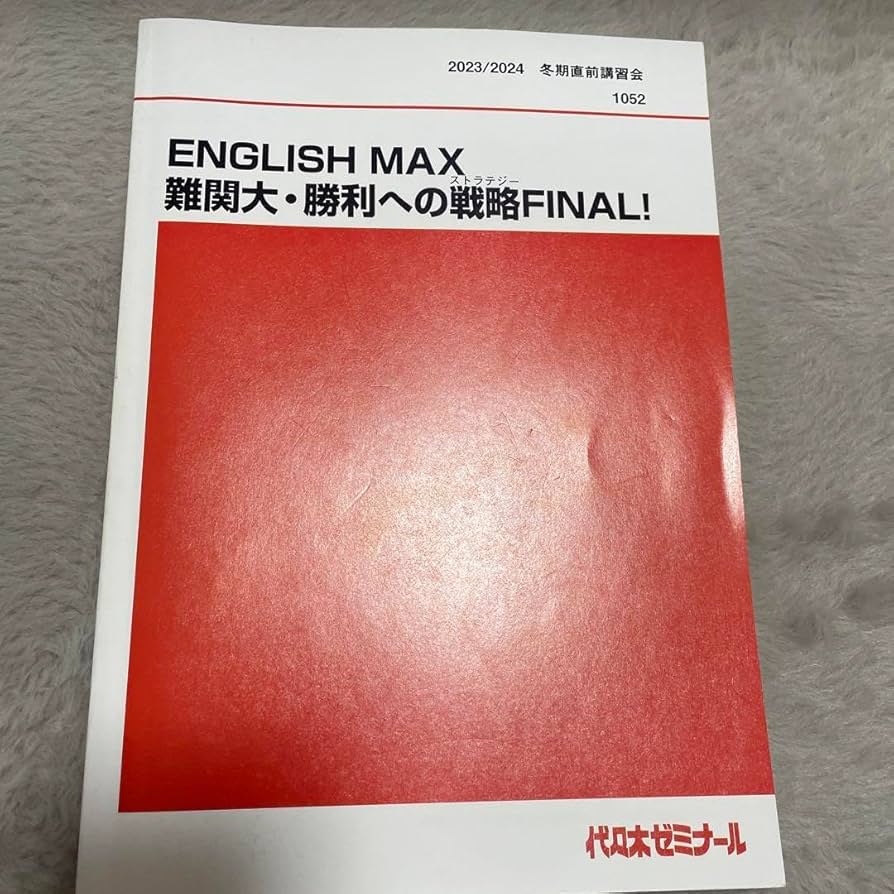 2023/2024 冬期直前講習会
1052
ENGLISH MAX
ストラテジー
難関大・勝利への戦略FINAL!
代々木ゼミナール